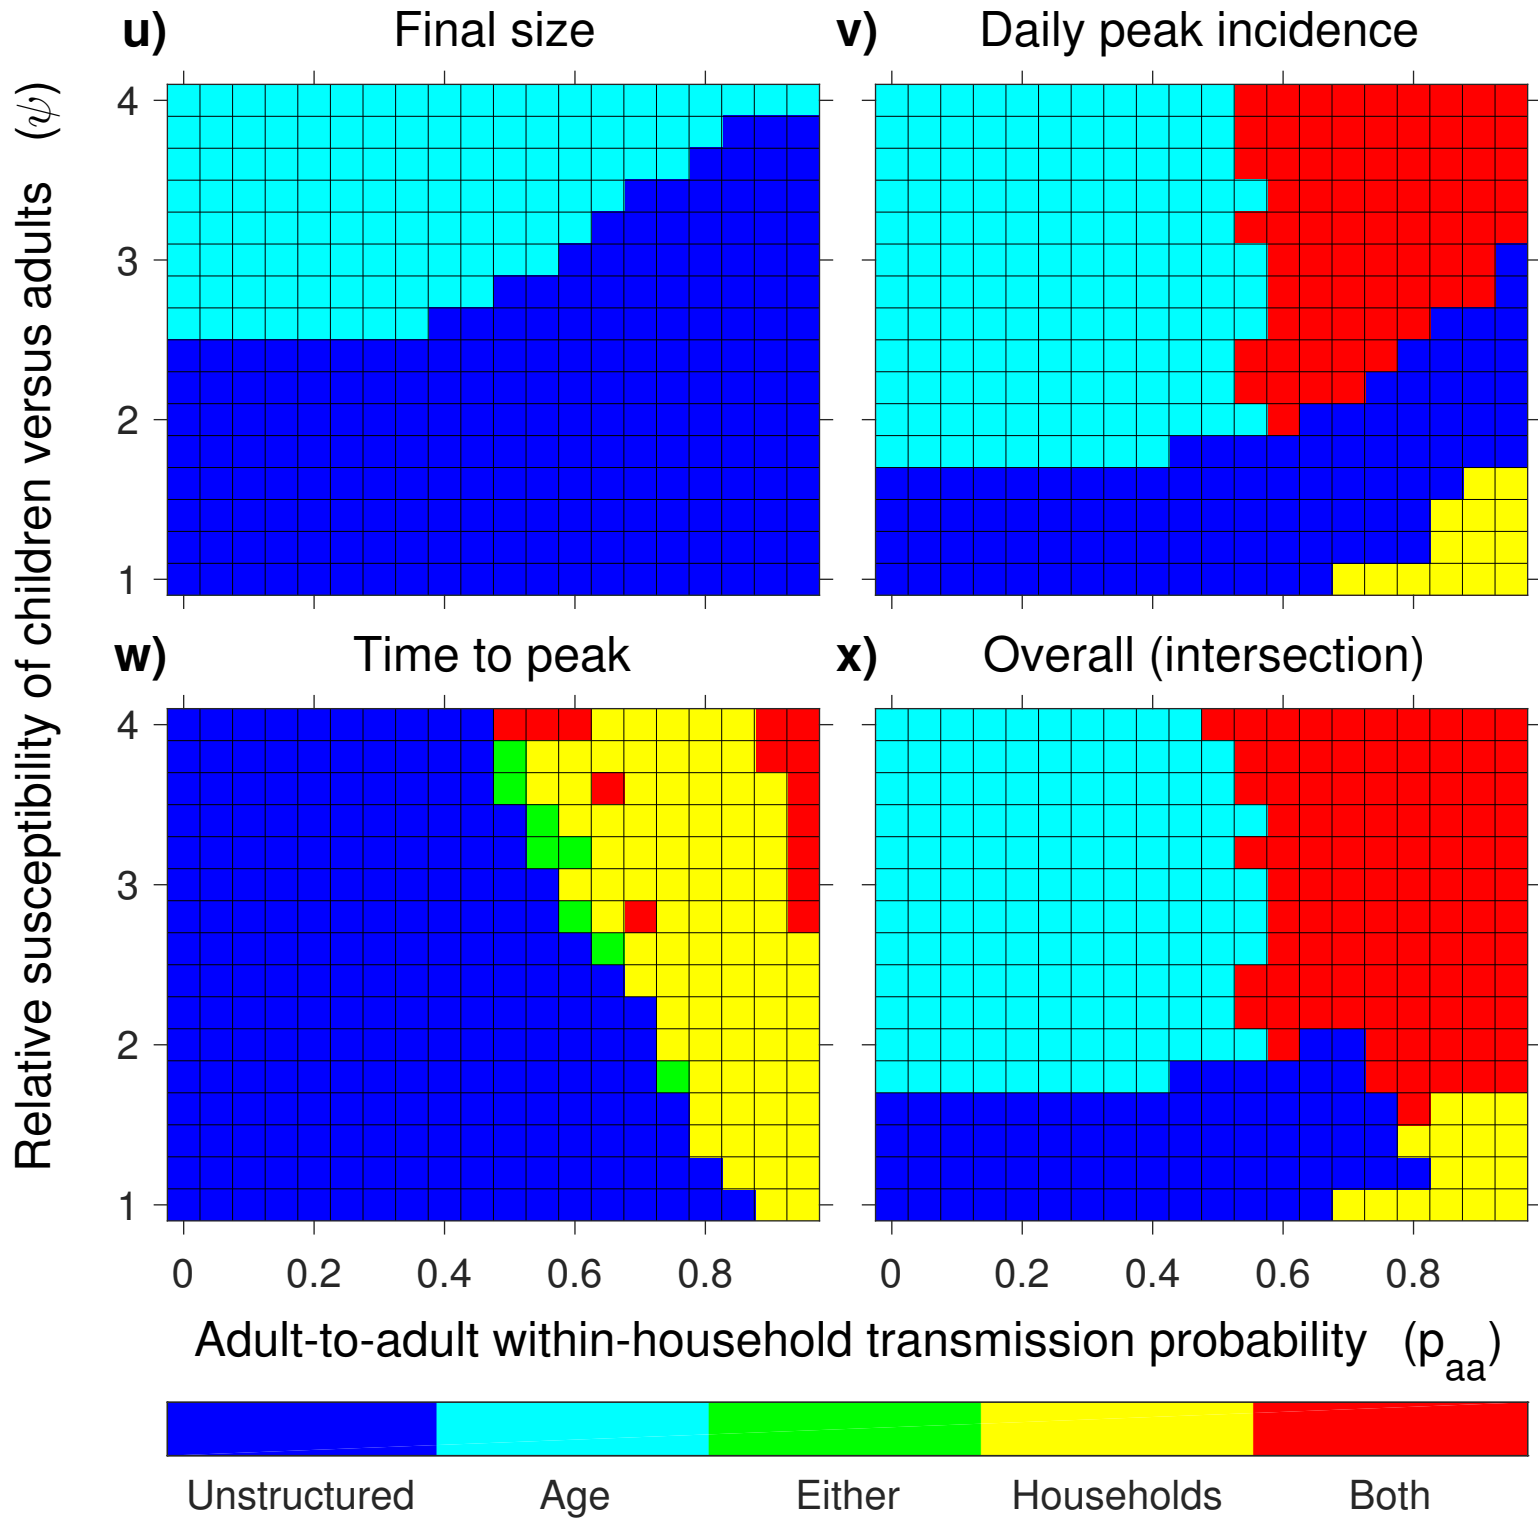 u) Final size
v) Daily peak incidence
Relative susceptibility of children versus adults (ψ)
4
3
2
1
w) Time to peak
x) Overall (intersection)
4
3
2
1
0 0.2 0.4 0.6 0.8
0 0.2 0.4 0.6 0.8
Adult-to-adult within-household transmission probability (p_aa)
Unstructured Age Either Households Both